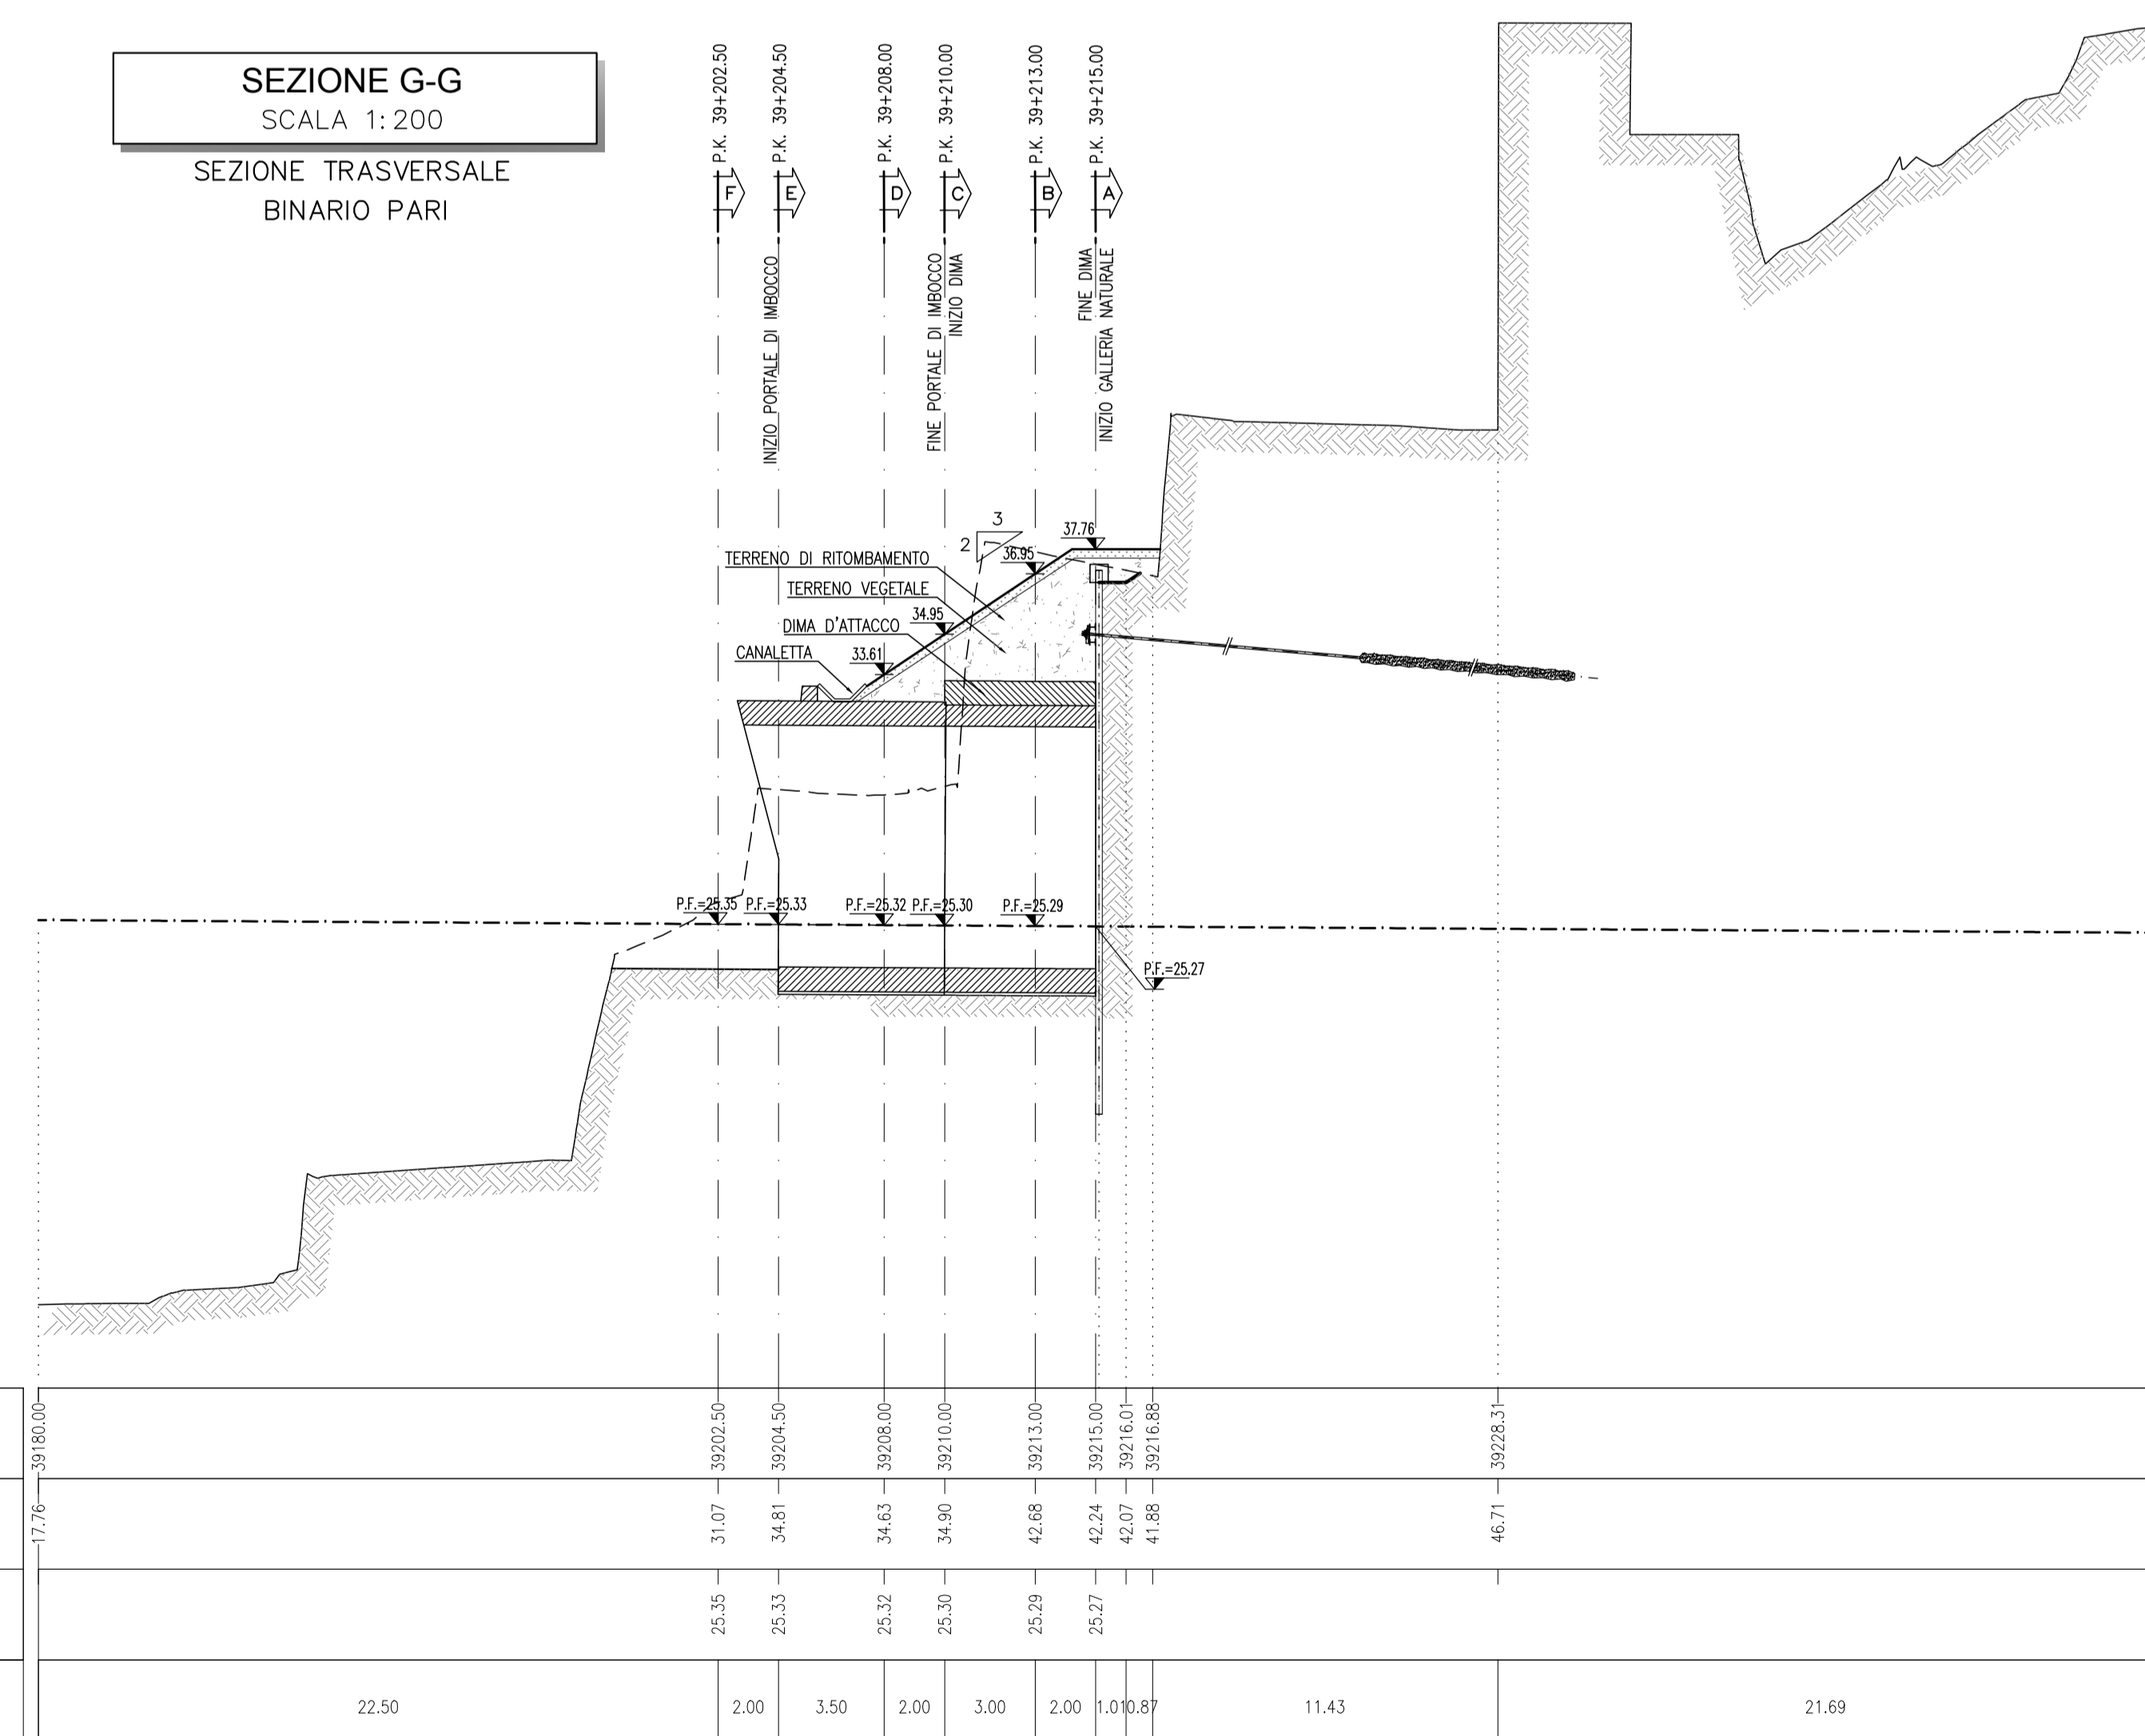 SEZIONE G-G
SCALA 1:200
SEZIONE TRASVERSALE
BINARIO PARI
P.K. 39+202.50
P.K. 39+204.50
P.K. 39+208.00
P.K. 39+210.00
P.K. 39+213.00
P.K. 39+215.00
F
E
D
C
B
A
INIZIO PORTALE DI IMBOCCO
FINE PORTALE DI IMBOCCO
INIZIO DIMA
FINE DIMA
INIZIO GALLERIA NATURALE
3
2
37.76
36.95
TERRENO DI RITOMBAMENTO
TERRENO VEGETALE
34.95
DIMA D'ATTACCO
CANALETTA
33.61
P.F.=25.35
P.F.=25.33
P.F.=25.32
P.F.=25.30
P.F.=25.29
P.F.=25.27
39180.00
39202.50
39204.50
39208.00
39210.00
39213.00
39215.00
39216.01
39216.88
39228.31
17.76
31.07
34.81
34.63
34.90
42.68
42.24
42.07
41.88
46.71
25.35
25.33
25.32
25.30
25.29
25.27
22.50
2.00
3.50
2.00
3.00
2.00
1.01
0.87
11.43
21.69